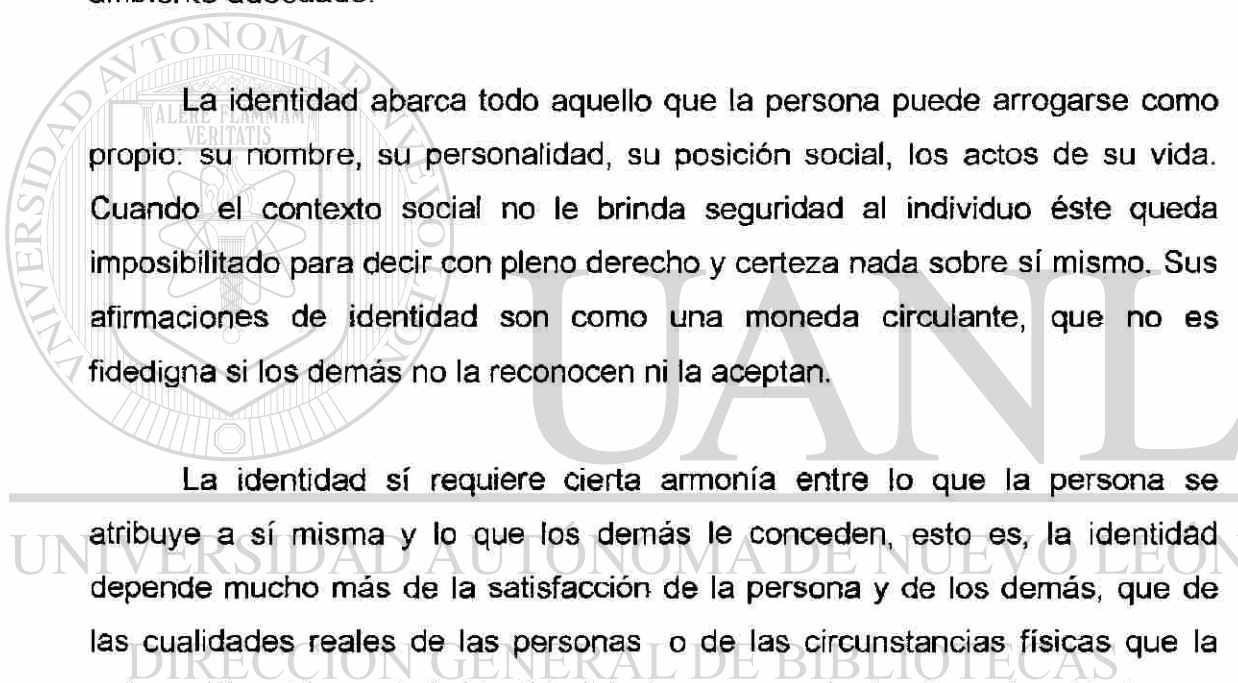 La identidad abarca todo aquello que la persona puede arrogarse como
propio: su nombre, su personalidad, su posición social, los actos de su vida.
Cuando el contexto social no le brinda seguridad al individuo éste queda
imposibilitado para decir con pleno derecho y certeza nada sobre sí mismo. Sus
afirmaciones de identidad son como una moneda circulante, que no es
fidedigna si los demás no la reconocen ni la aceptan.
La identidad sí requiere cierta armonía entre lo que la persona se
atribuye a sí misma y lo que los demás le conceden, esto es, la identidad
depende mucho más de la satisfacción de la persona y de los demás, que de
las cualidades reales de las personas o de las circunstancias físicas que la
UNIVERSIDAD AUTONOMA DE NUEVO LEON
ALERE FLAMMAM
VERITATIS
UANL
UNIVERSIDAD AUTÓNOMA DE NUEVO LEÓN
DIRECCIÓN GENERAL DE BIBLIOTECAS